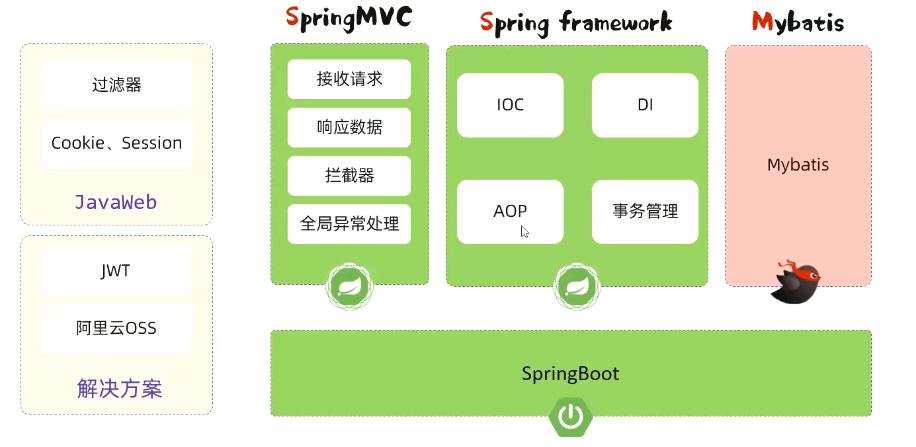 SpringMVC
Spring framework
Mybatis
过滤器
Cookie、Session
JavaWeb
JWT
阿里云OSS
解决方案
接收请求
响应数据
拦截器
全局异常处理
IOC
DI
AOP
事务管理
Mybatis
SpringBoot